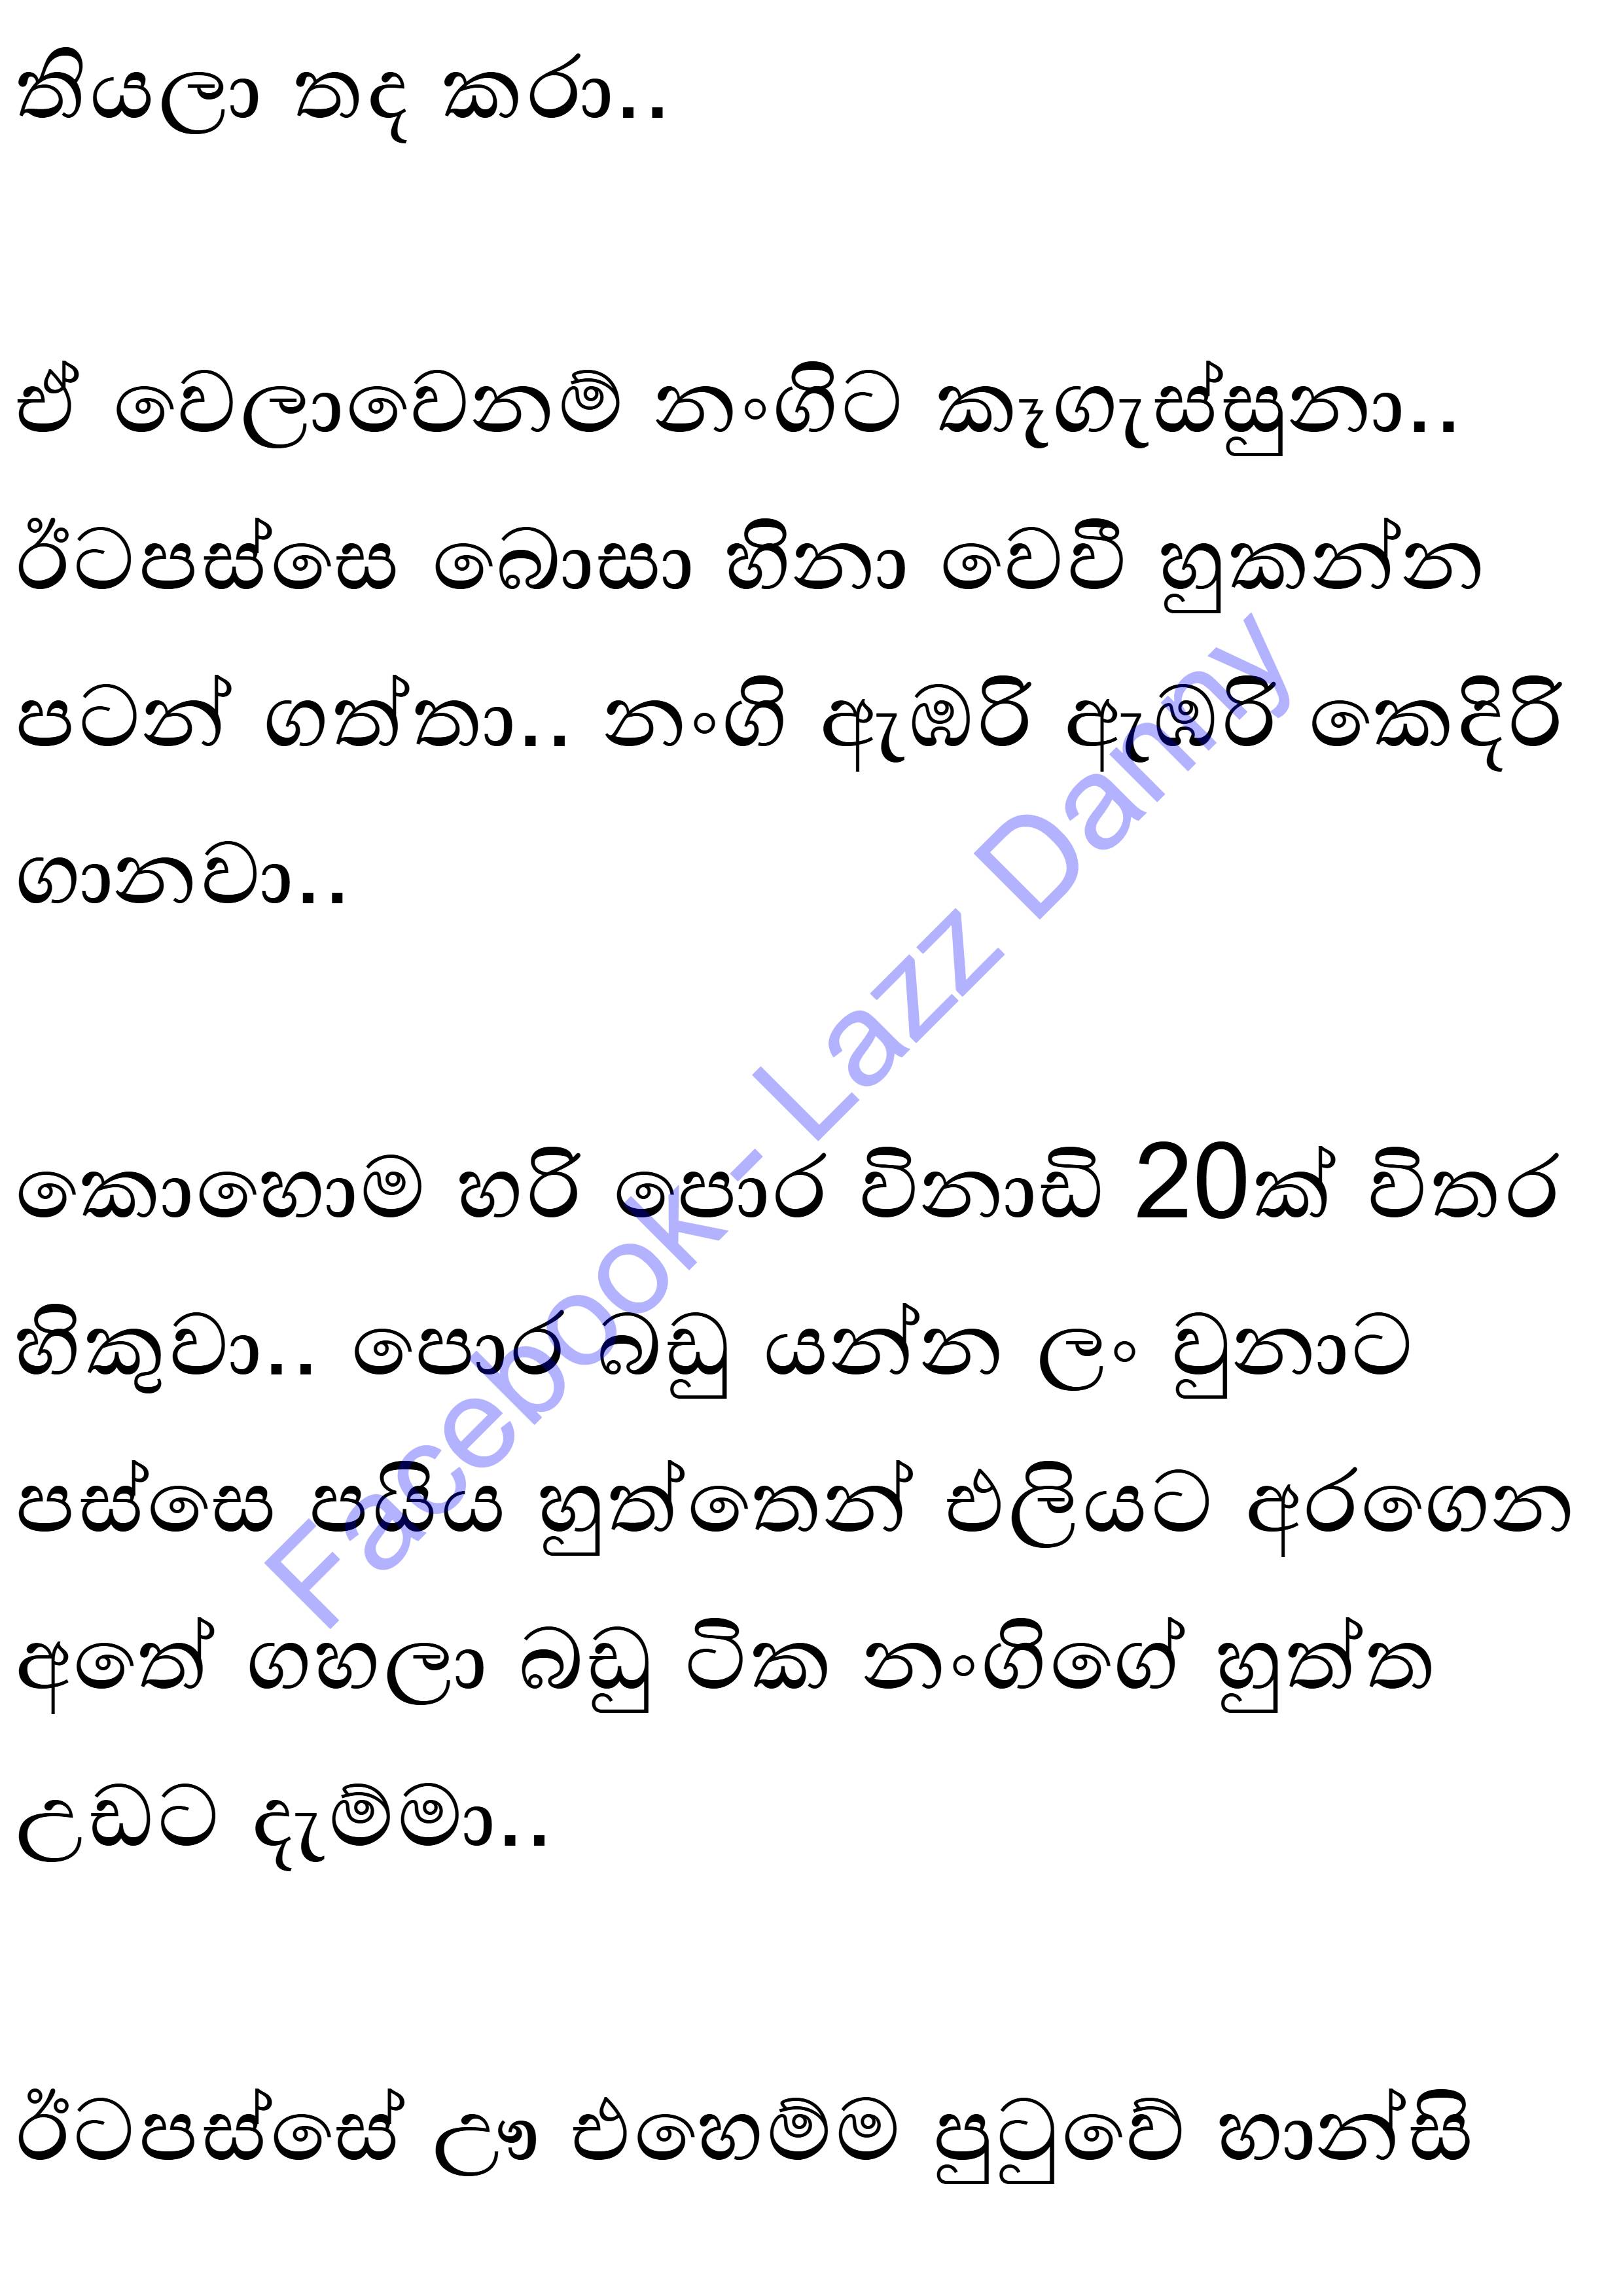 තියලා තද කරා..
ඒ වෙලාවෙනම් නංගිට කෑගැස්සුනා..
ඊටපස්සෙ බොසා හිනා වෙවී හුකන්න
පටන් ගත්තා.. නංගි ඇඹරි ඇඹරි කෙදිරි
ගානවා..
කොහොම හරි පොර විනාඩි 20ක් විතර
හිකුවා.. පොර බඩු යන්න ලං වුනාට
පස්සෙ පයිය හුත්තෙන් එලියට අරගෙන
අතේ ගහලා බඩු ටික නංගිගේ හුත්ත
උඩට දැම්මා..
ඊටපස්සේ ඌ එහෙම්ම පුටුවේ හාන්සි
Facebook- Lazz Danny